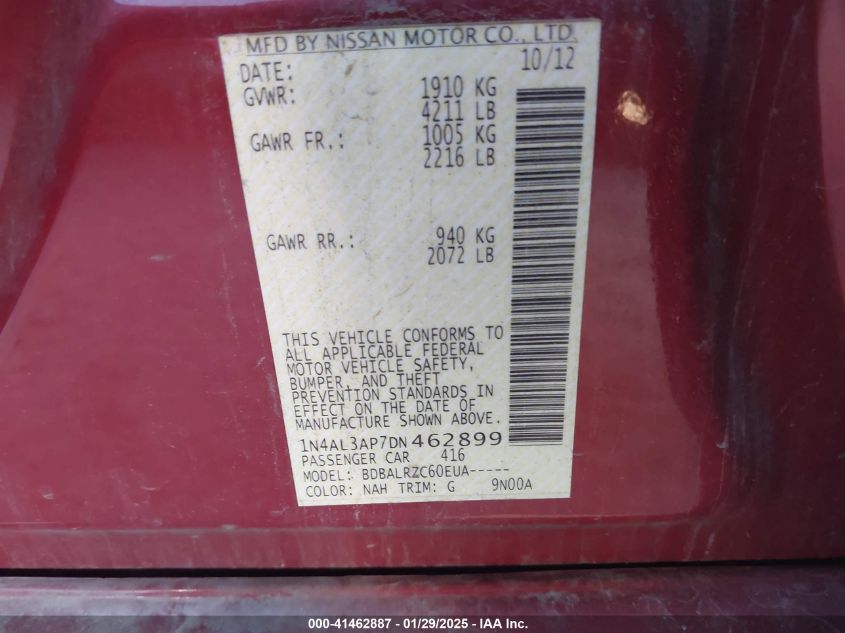 MFD BY NISSAN MOTOR CO., LTD.
DATE: 10/12
GVWR: 1910 KG
4211 LB
GAWR FR.: 1005 KG
2216 LB
GAWR RR.: 940 KG
2072 LB
THIS VEHICLE CONFORMS TO
ALL APPLICABLE FEDERAL
MOTOR VEHICLE SAFETY,
BUMPER, AND THEFT
PREVENTION STANDARDS IN
EFFECT ON THE DATE OF
MANUFACTURE SHOWN ABOVE.
1N4AL3AP7DN462899
PASSENGER CAR 416
MODEL: BDBALRZC60EUA-----
COLOR: NAH TRIM: G 9N00A
000-41462887 - 01/29/2025 - IAA Inc.